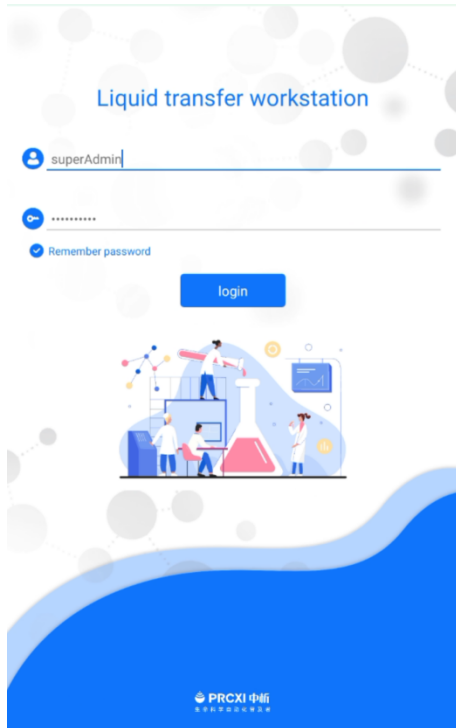 Liquid transfer workstation
superAdmin
••••••••••
Remember password
login
PRCXI 中析